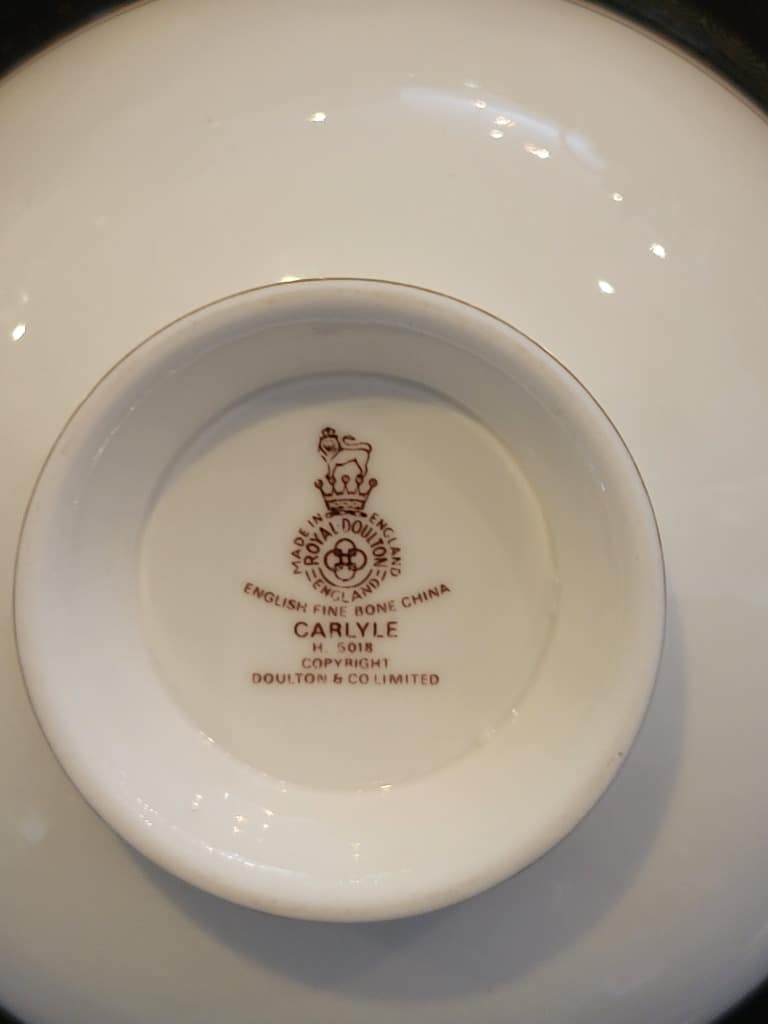 MADE IN ENGLAND
ROYAL·DOULTON
ENGLAND
ENGLISH FINE BONE CHINA
CARLYLE
H. 5018
COPYRIGHT
DOULTON & CO LIMITED